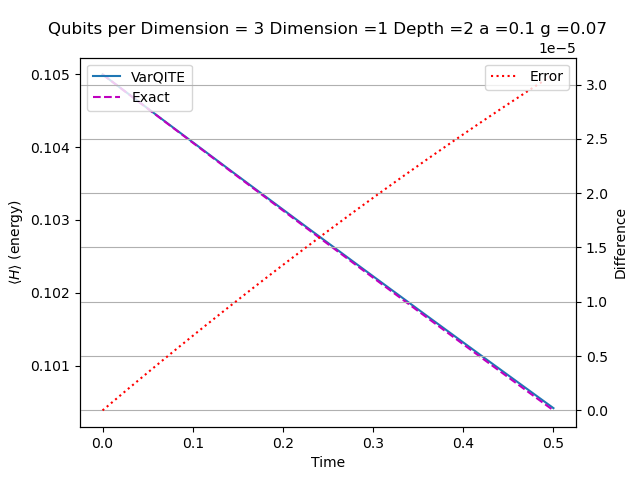 Qubits per Dimension = 3 Dimension =1 Depth =2 a =0.1 g =0.07
1e−5
VarQITE
Exact
Error
0.105
0.104
0.103
0.102
0.101
⟨H⟩ (energy)
3.0
2.5
2.0
1.5
1.0
0.5
0.0
Difference
0.0 0.1 0.2 0.3 0.4 0.5
Time